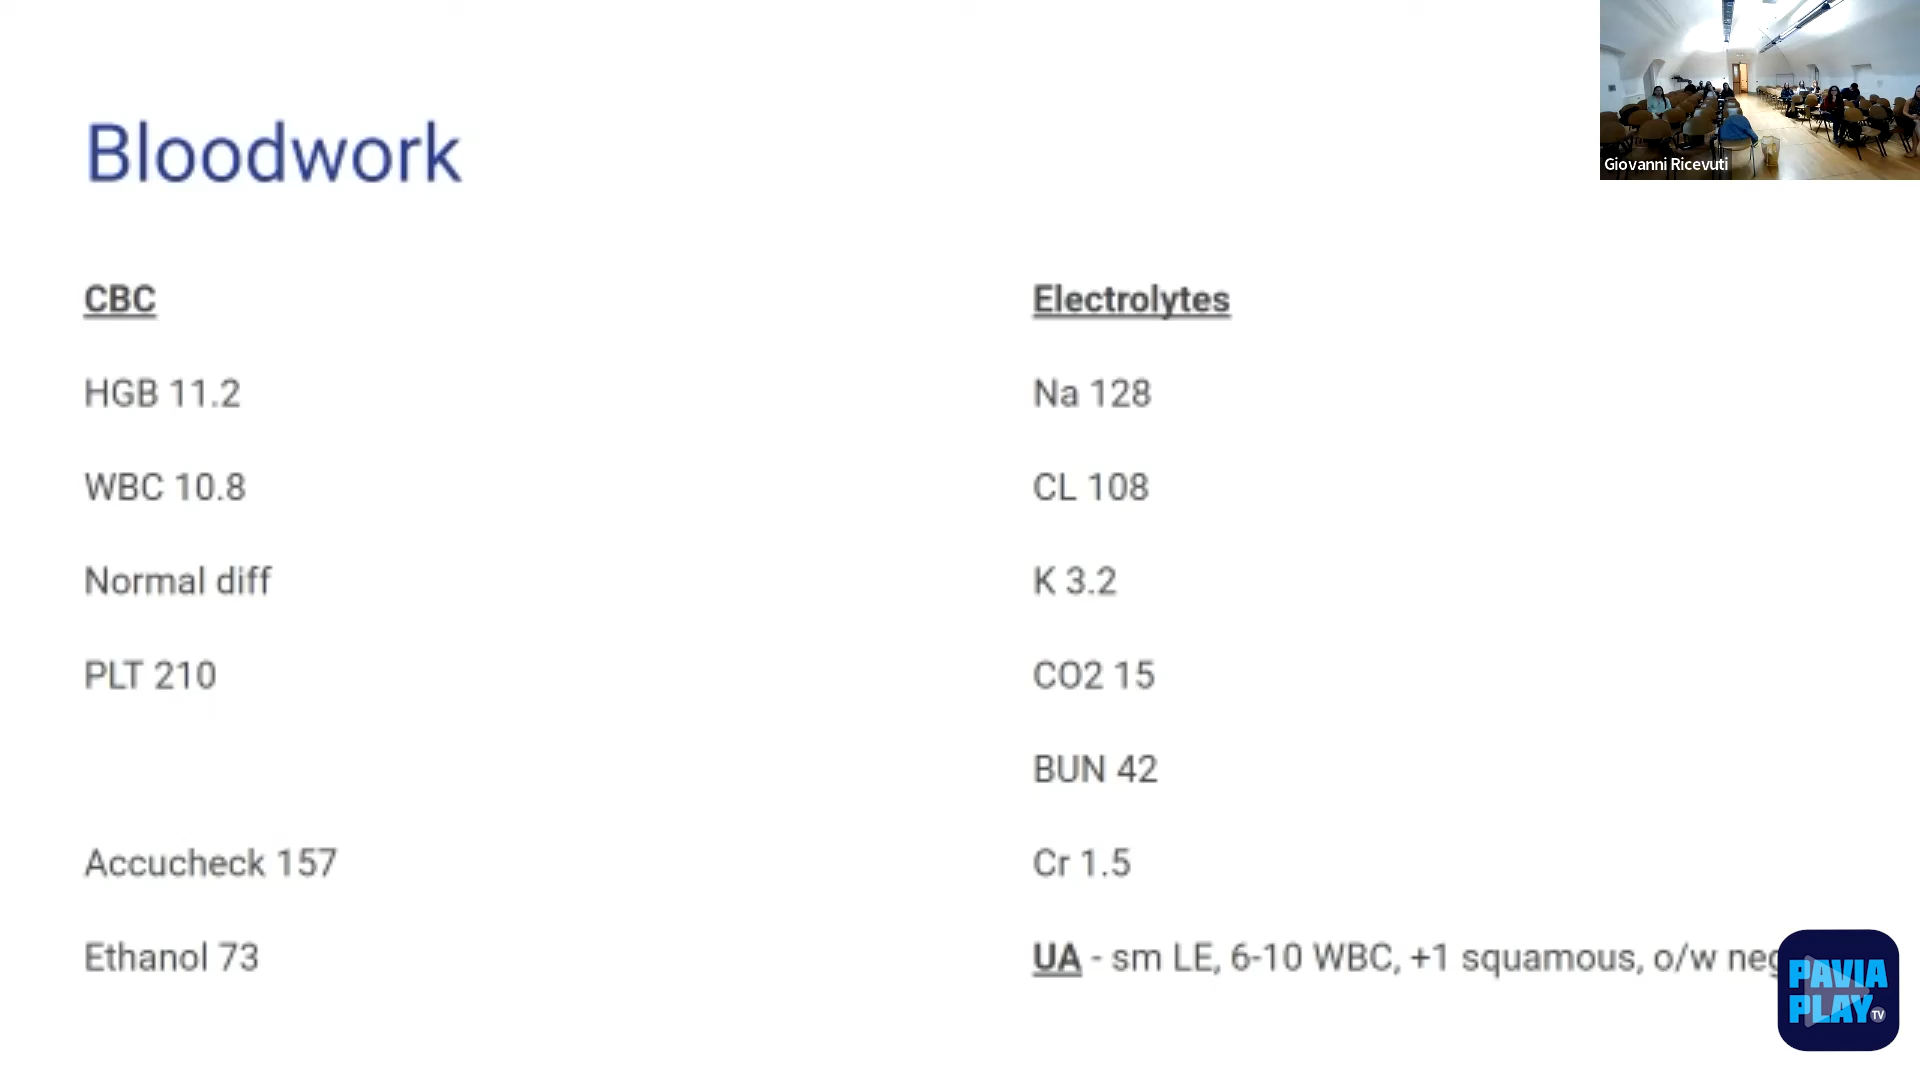 Giovanni Ricevuti
Bloodwork
CBC
HGB 11.2
WBC 10.8
Normal diff
PLT 210
Accucheck 157
Ethanol 73
Electrolytes
Na 128
CL 108
K 3.2
CO2 15
BUN 42
Cr 1.5
UA - sm LE, 6-10 WBC, +1 squamous, o/w neg
PAVIA
PLAY TV